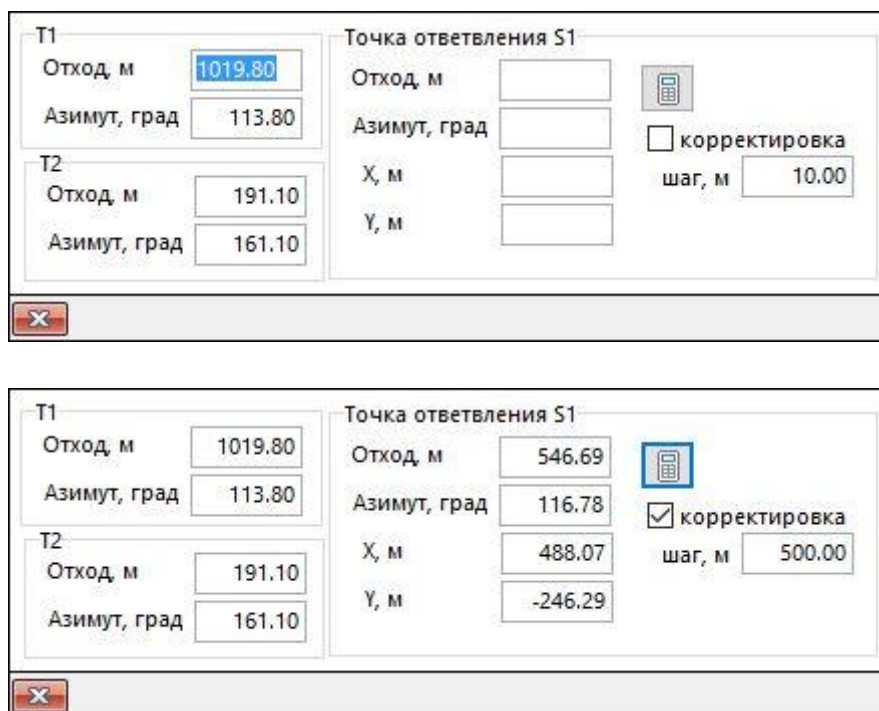 T1
Отход, м 1019.80
Азимут, град 113.80
T2
Отход, м 191.10
Азимут, град 161.10
Точка ответвления S1
Отход, м
Азимут, град
X, м
Y, м
корректировка
шаг, м 10.00
T1
Отход, м 1019.80
Азимут, град 113.80
T2
Отход, м 191.10
Азимут, град 161.10
Точка ответвления S1
Отход, м 546.69
Азимут, град 116.78
X, м 488.07
Y, м -246.29
корректировка
шаг, м 500.00